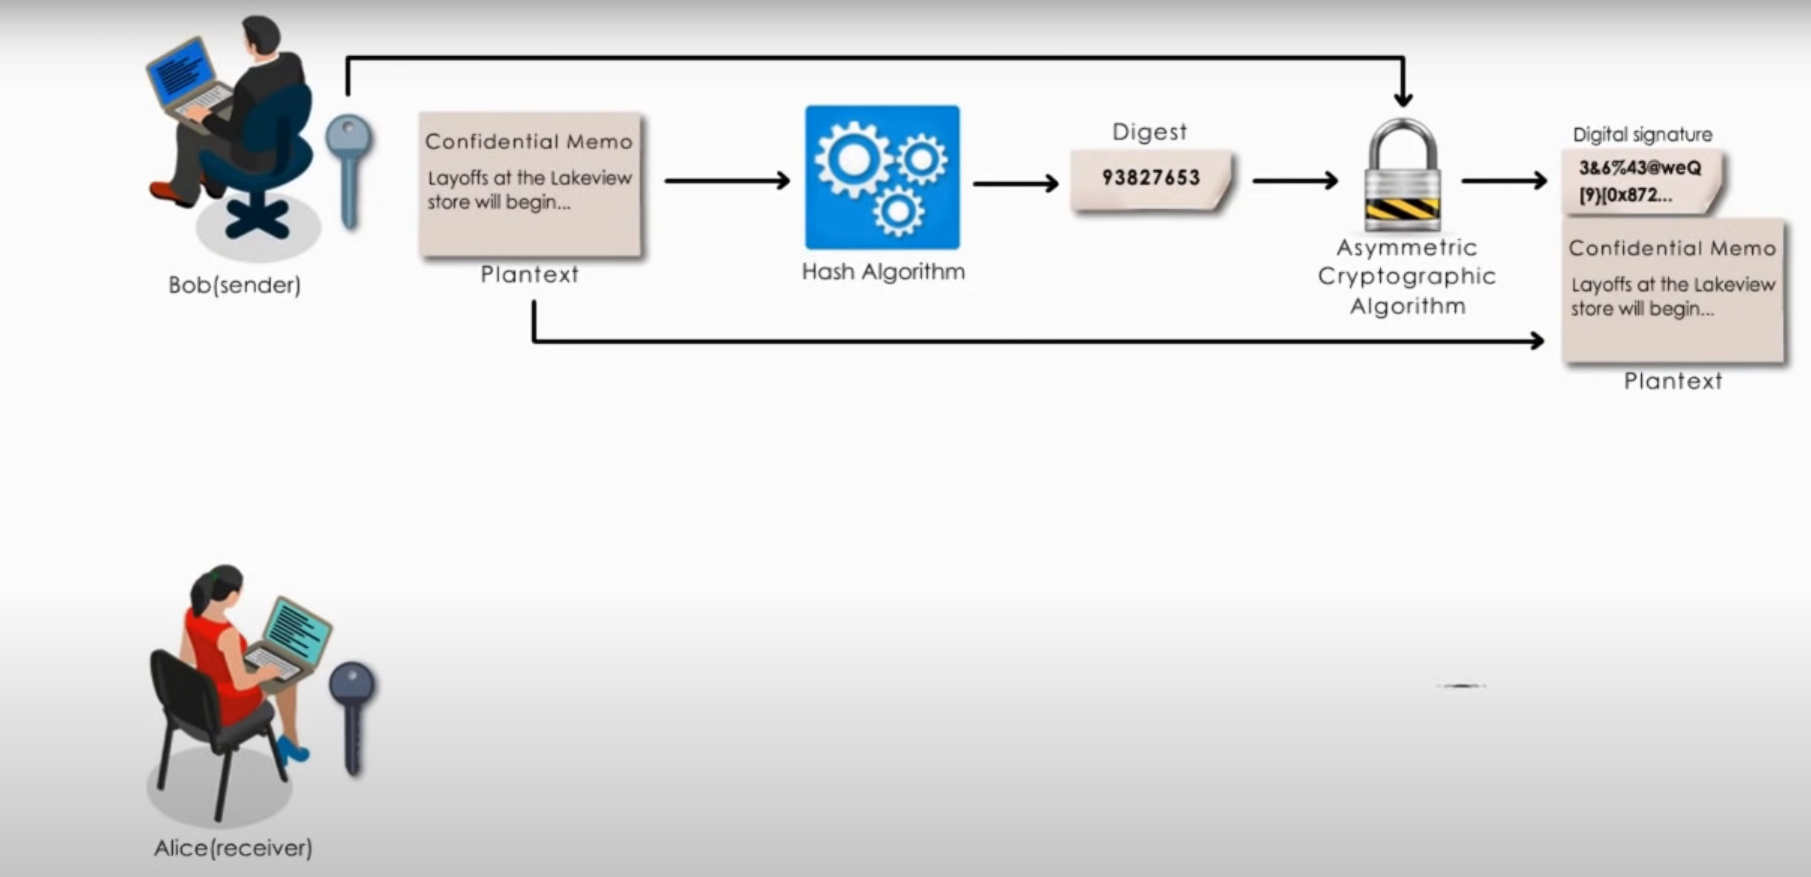 Bob(sender)
Confidential Memo
Layoffs at the Lakeview
store will begin...
Plantext
Hash Algorithm
Digest
93827653
Asymmetric
Cryptographic
Algorithm
Digital signature
3&6%43@weQ
[9}[0x872...
Confidential Memo
Layoffs at the Lakeview
store will begin...
Plantext
Alice(receiver)